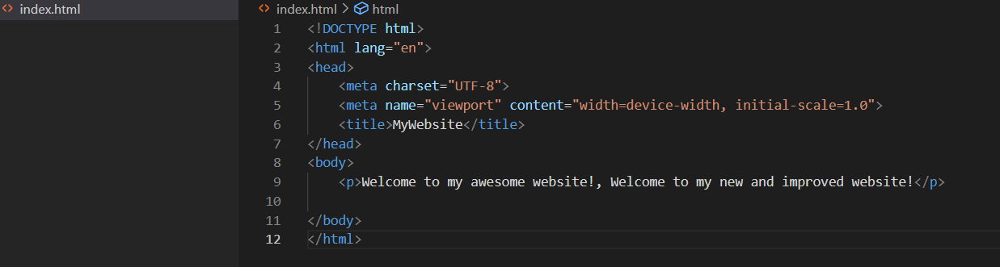 index.html
index.html > html
1 <!DOCTYPE html>
2 <html lang="en">
3 <head>
4     <meta charset="UTF-8">
5     <meta name="viewport" content="width=device-width, initial-scale=1.0">
6     <title>MyWebsite</title>
7 </head>
8 <body>
9     <p>Welcome to my awesome website!, Welcome to my new and improved website!</p>
10
11 </body>
12 </html>